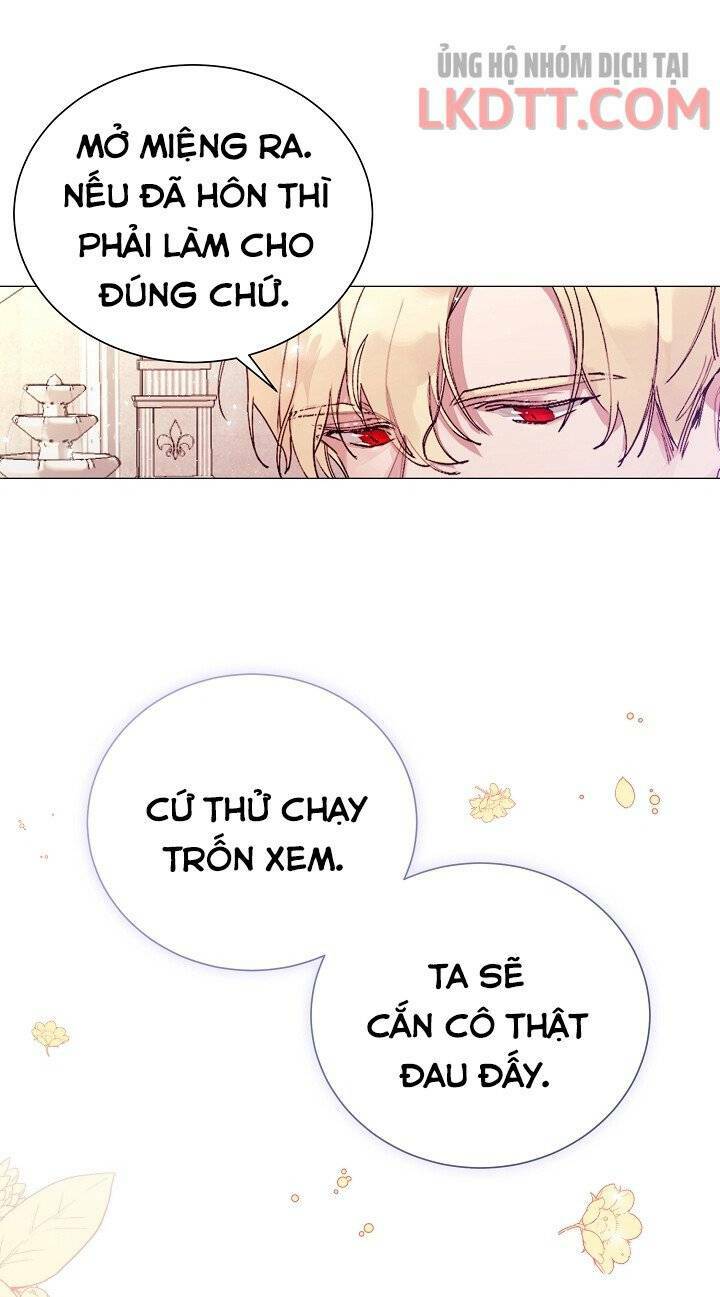 ỦNG HỘ NHÓM DỊCH TẠI
LKDTT.COM
MỞ MIỆNG RA.
NẾU ĐÃ HÔN THÌ
PHẢI LÀM CHO
ĐÚNG CHỨ.
CỨ THỬ CHẠY
TRỐN XEM.
TA SẼ
CẮN CÔ THẬT
ĐAU ĐẤY.